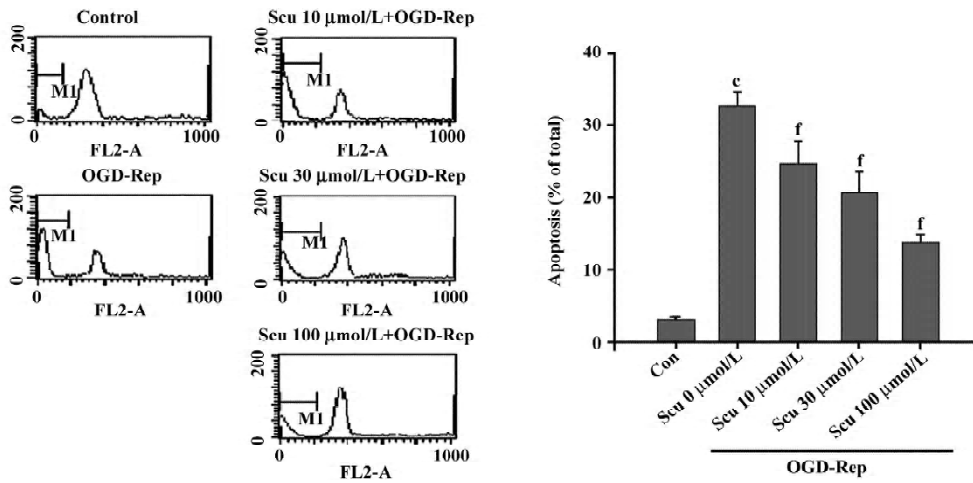 Control
200
0
M1
0
1000
FL2-A
OGD-Rep
200
0
M1
0
1000
FL2-A
Scu 10 μmol/L+OGD-Rep
200
0
M1
0
1000
FL2-A
Scu 30 μmol/L+OGD-Rep
200
0
M1
0
1000
FL2-A
Scu 100 μmol/L+OGD-Rep
200
0
M1
0
1000
FL2-A
Apoptosis (% of total)
40
30
20
10
0
c
f
f
f
Con
Scu 0 μmol/L
Scu 10 μmol/L
Scu 30 μmol/L
Scu 100 μmol/L
OGD-Rep